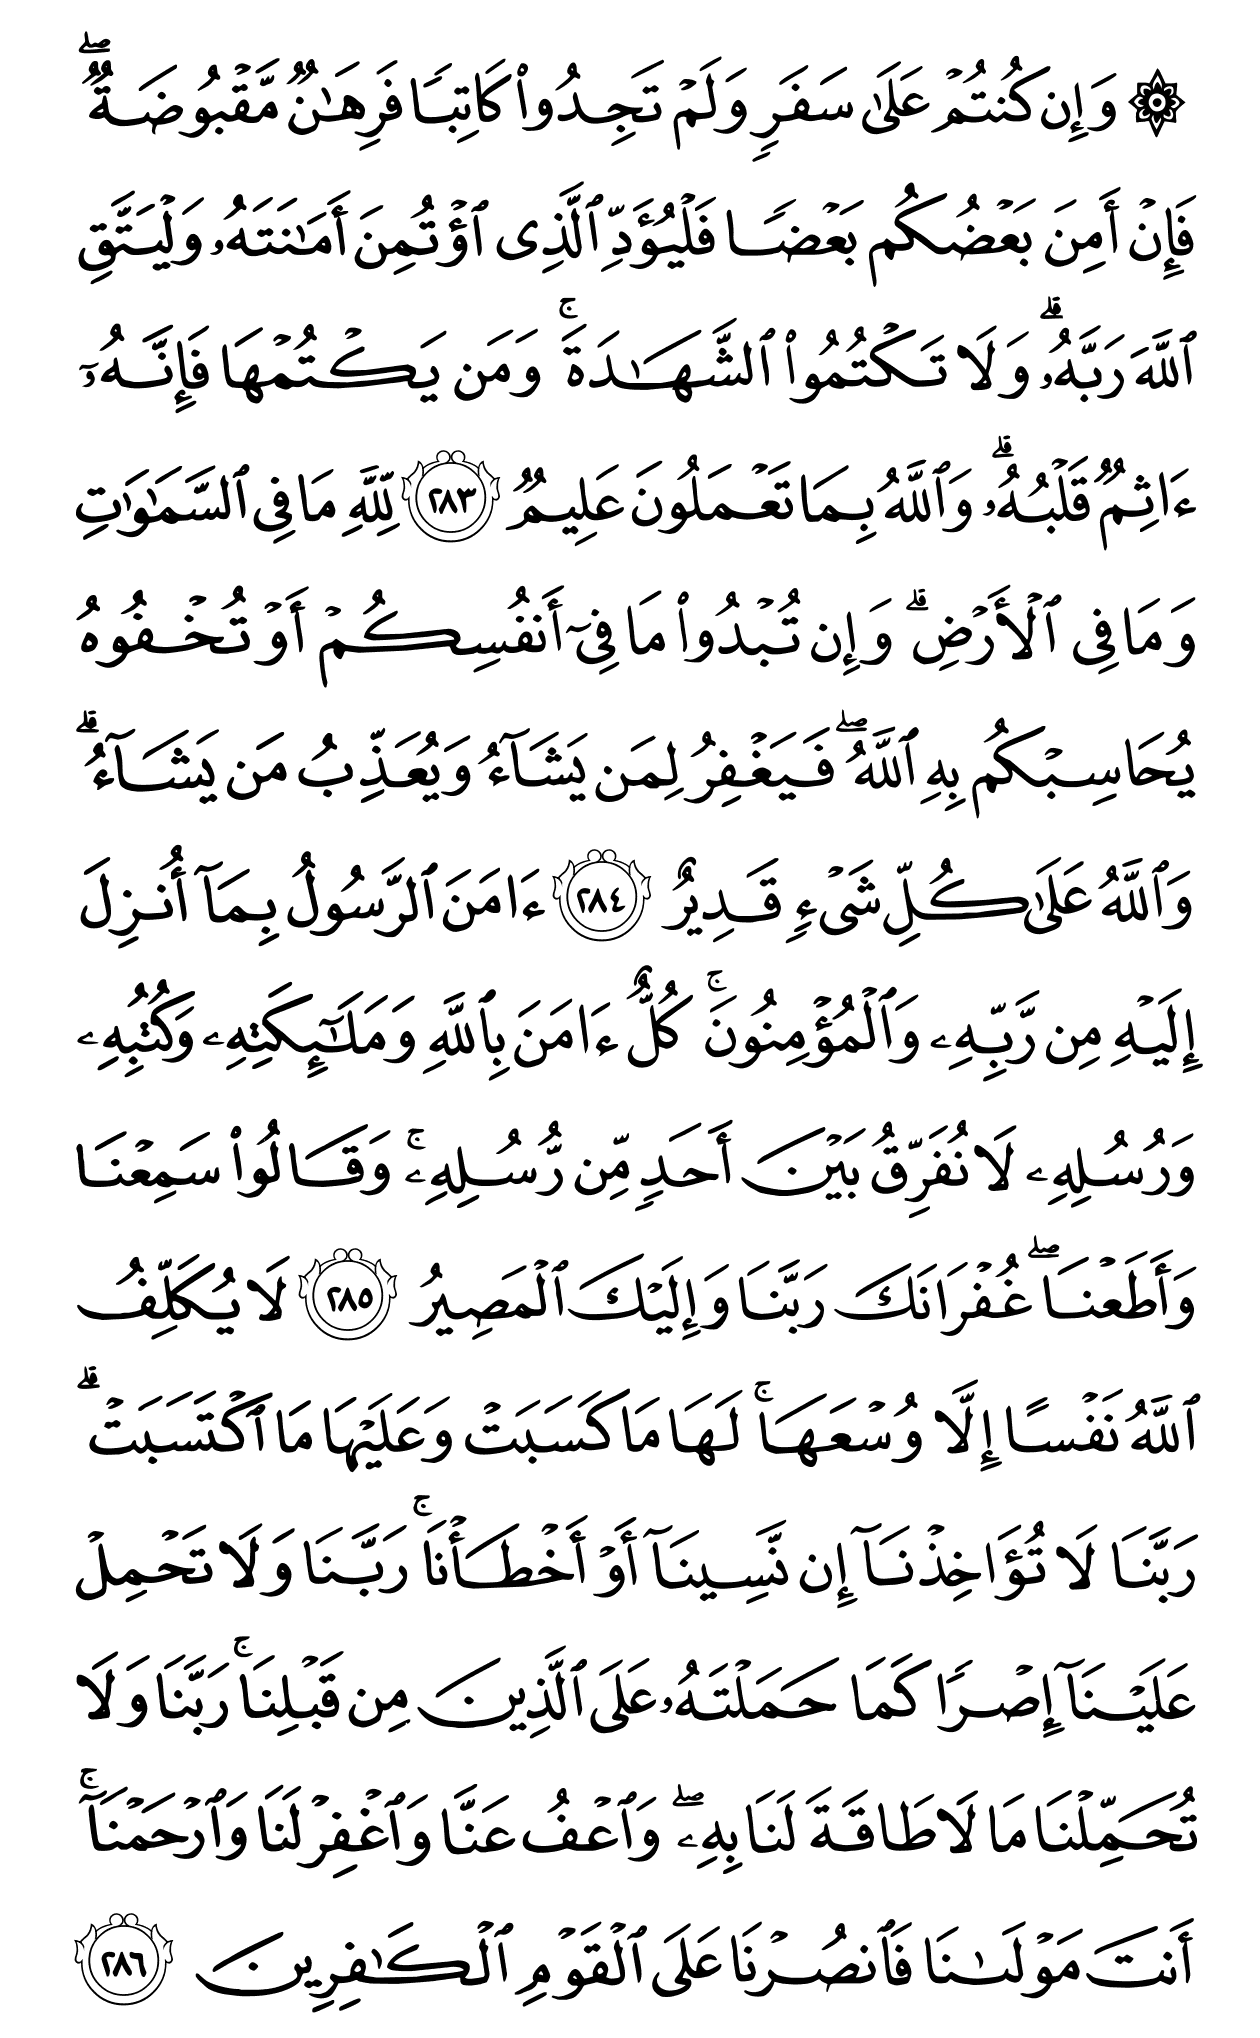 ۞ وَإِن كُنتُمْ عَلَىٰ سَفَرٍ وَلَمْ تَجِدُوا۟ كَاتِبًا فَرِهَـٰنٌ مَّقْبُوضَةٌ ۖ
فَإِنْ أَمِنَ بَعْضُكُم بَعْضًا فَلْيُؤَدِّ ٱلَّذِى ٱؤْتُمِنَ أَمَـٰنَتَهُۥ وَلْيَتَّقِ
ٱللَّهَ رَبَّهُۥ ۗ وَلَا تَكْتُمُوا۟ ٱلشَّهَـٰدَةَ ۚ وَمَن يَكْتُمْهَا فَإِنَّهُۥٓ
ءَاثِمٌ قَلْبُهُۥ ۗ وَٱللَّهُ بِمَا تَعْمَلُونَ عَلِيمٌ ٢٨٣ لِّلَّهِ مَا فِى ٱلسَّمَـٰوَٰتِ
وَمَا فِى ٱلْأَرْضِ ۗ وَإِن تُبْدُوا۟ مَا فِىٓ أَنفُسِكُمْ أَوْ تُخْفُوهُ
يُحَاسِبْكُم بِهِ ٱللَّهُ ۖ فَيَغْفِرُ لِمَن يَشَآءُ وَيُعَذِّبُ مَن يَشَآءُ ۗ
وَٱللَّهُ عَلَىٰ كُلِّ شَىْءٍ قَدِيرٌ ٢٨٤ ءَامَنَ ٱلرَّسُولُ بِمَآ أُنزِلَ
إِلَيْهِ مِن رَّبِّهِۦ وَٱلْمُؤْمِنُونَ ۚ كُلٌّ ءَامَنَ بِٱللَّهِ وَمَلَـٰٓئِكَتِهِۦ وَكُتُبِهِۦ
وَرُسُلِهِۦ لَا نُفَرِّقُ بَيْنَ أَحَدٍ مِّن رُّسُلِهِۦ ۚ وَقَالُوا۟ سَمِعْنَا
وَأَطَعْنَا ۖ غُفْرَانَكَ رَبَّنَا وَإِلَيْكَ ٱلْمَصِيرُ ٢٨٥ لَا يُكَلِّفُ
ٱللَّهُ نَفْسًا إِلَّا وُسْعَهَا ۚ لَهَا مَا كَسَبَتْ وَعَلَيْهَا مَا ٱكْتَسَبَتْ ۗ
رَبَّنَا لَا تُؤَاخِذْنَآ إِن نَّسِينَآ أَوْ أَخْطَأْنَا ۚ رَبَّنَا وَلَا تَحْمِلْ
عَلَيْنَآ إِصْرًا كَمَا حَمَلْتَهُۥ عَلَى ٱلَّذِينَ مِن قَبْلِنَا ۚ رَبَّنَا وَلَا
تُحَمِّلْنَا مَا لَا طَاقَةَ لَنَا بِهِۦ ۖ وَٱعْفُ عَنَّا وَٱغْفِرْ لَنَا وَٱرْحَمْنَآ ۚ
أَنتَ مَوْلَىٰنَا فَٱنصُرْنَا عَلَى ٱلْقَوْمِ ٱلْكَـٰفِرِينَ ٢٨٦